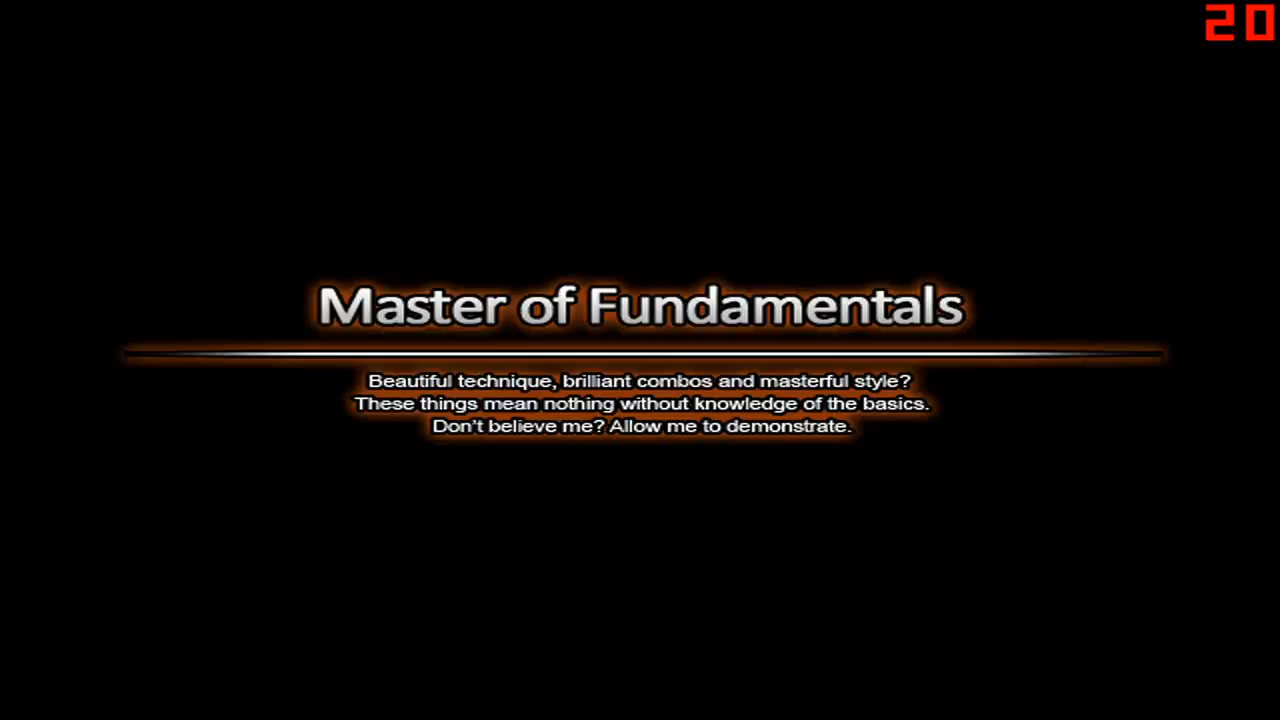 20
Master of Fundamentals
Beautiful technique, brilliant combos and masterful style?
These things mean nothing without knowledge of the basics.
Don't believe me? Allow me to demonstrate.